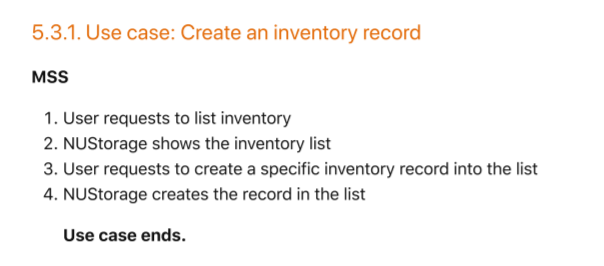 5.3.1. Use case: Create an inventory record
MSS
1. User requests to list inventory
2. NUStorage shows the inventory list
3. User requests to create a specific inventory record into the list
4. NUStorage creates the record in the list
Use case ends.